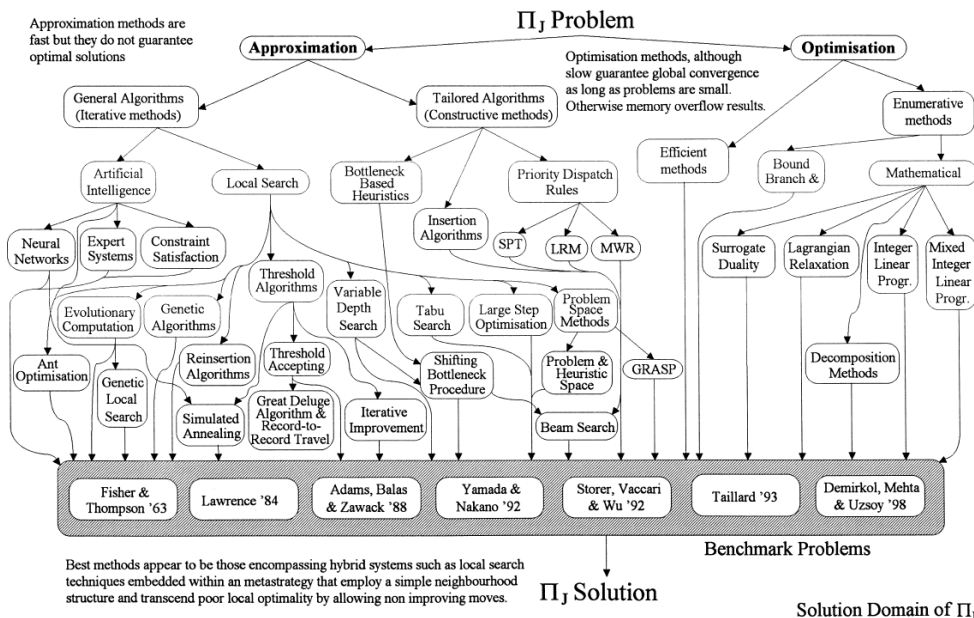 Π_J Problem
Approximation methods are
fast but they do not guarantee
optimal solutions
Approximation
Optimisation
Optimisation methods, although
slow guarantee global convergence
as long as problems are small.
Otherwise memory overflow results.
General Algorithms
(Iterative methods)
Tailored Algorithms
(Constructive methods)
Enumerative
methods
Efficient
methods
Artificial
Intelligence
Local Search
Bottleneck
Based
Heuristics
Priority Dispatch
Rules
Bound
Branch &
Mathematical
Insertion
Algorithms
Neural
Networks
Expert
Systems
Constraint
Satisfaction
SPT
LRM
MWR
Surrogate
Duality
Lagrangian
Relaxation
Integer
Linear
Progr.
Mixed
Integer
Linear
Progr.
Threshold
Algorithms
Variable
Depth
Search
Evolutionary
Computation
Genetic
Algorithms
Tabu
Search
Large Step
Optimisation
Problem
Space
Methods
Ant
Optimisation
Reinsertion
Algorithms
Threshold
Accepting
Shifting
Bottleneck
Procedure
Problem &
Heuristic
Space
GRASP
Decomposition
Methods
Genetic
Local
Search
Simulated
Annealing
Great Deluge
Algorithm &
Record-to-
Record Travel
Iterative
Improvement
Beam Search
Fisher &
Thompson '63
Lawrence '84
Adams, Balas
& Zawack '88
Yamada &
Nakano '92
Storer, Vaccari
& Wu '92
Taillard '93
Demirkol, Mehta
& Uzsoy '98
Benchmark Problems
Best methods appear to be those encompassing hybrid systems such as local search
techniques embedded within an metastrategy that employ a simple neighbourhood
structure and transcend poor local optimality by allowing non improving moves.
Π_J Solution
Solution Domain of Π